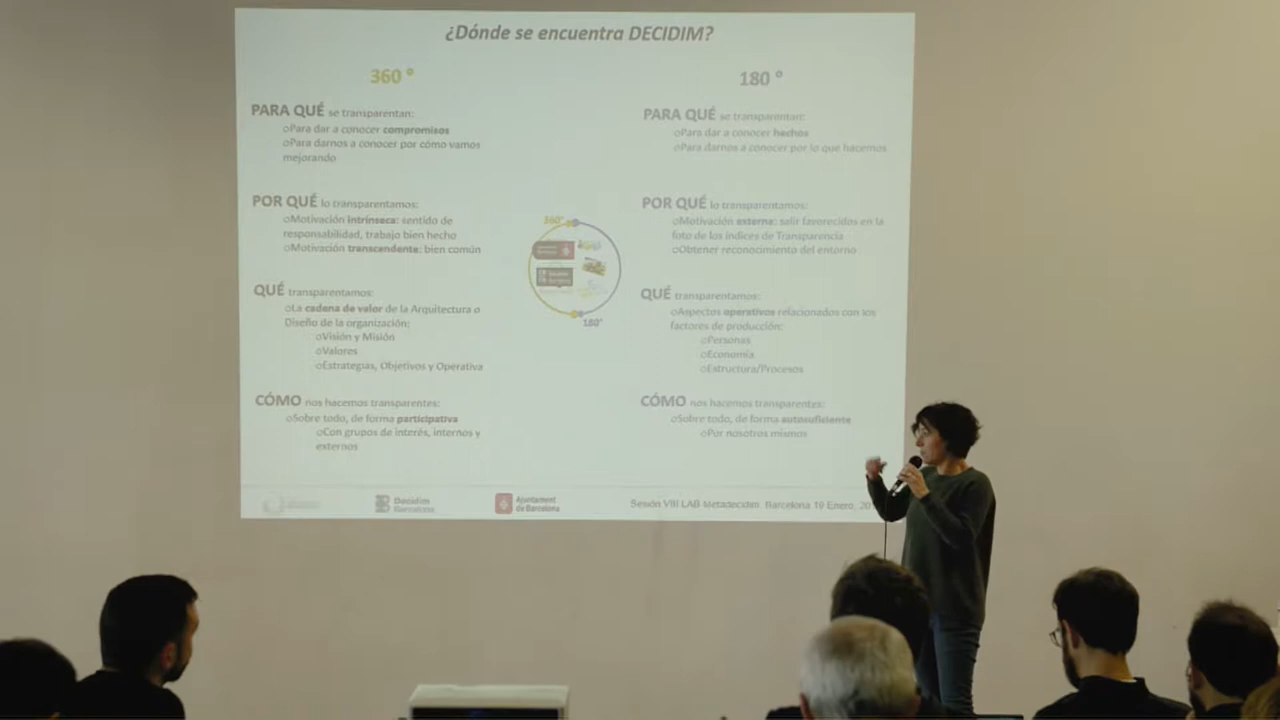 ¿Dónde se encuentra DECIDIM?
360 º
PARA QUÉ se transparentan:
oPara dar a conocer compromisos
oPara darnos a conocer por cómo vamos
mejorando
POR QUÉ lo transparentamos:
oMotivación intrínseca: sentido de
responsabilidad, trabajo bien hecho
oMotivación transcendente: bien común
QUÉ transparentamos:
oLa cadena de valor de la Arquitectura o
Diseño de la organización:
oVisión y Misión
oValores
oEstrategias, Objetivos y Operativa
CÓMO nos hacemos transparentes:
oSobre todo, de forma participativa
oCon grupos de interés, internos y
externos
360º
180º
180 º
PARA QUÉ se transparentan:
oPara dar a conocer hechos
oPara darnos a conocer por lo que hacemos
POR QUÉ lo transparentamos:
oMotivación externa: salir favorecidos en la
foto de los índices de Transparencia
oObtener reconocimiento del entorno
QUÉ transparentamos:
oAspectos operativos relacionados con los
factores de producción:
oPersonas
oEconomía
oEstructura/Procesos
CÓMO nos hacemos transparentes:
oSobre todo, de forma autosuficiente
oPor nosotros mismos
Decidim
Barcelona
Ajuntament
de Barcelona
Sesión VIII LAB Metadecidim. Barcelona 19 Enero, 20